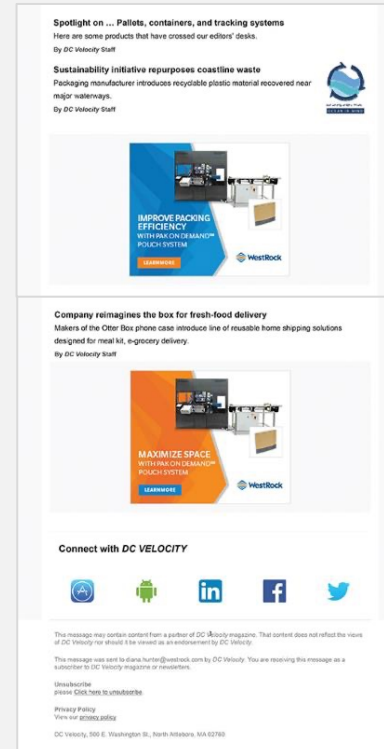 Spotlight on ... Pallets, containers, and tracking systems
Here are some products that have crossed our editors' desks.
By DC Velocity Staff
Sustainability initiative repurposes coastline waste
Packaging manufacturer introduces recyclable plastic material recovered near
major waterways.
By DC Velocity Staff
IMPROVE PACKING
EFFICIENCY
WITH PAK ON DEMAND™
POUCH SYSTEM
LEARN MORE
WestRock
Company reimagines the box for fresh-food delivery
Makers of the Otter Box phone case introduce line of reusable home shipping solutions
designed for meal kit, e-grocery delivery.
By DC Velocity Staff
MAXIMIZE SPACE
WITH PAK ON DEMAND™
POUCH SYSTEM
LEARN MORE
WestRock
Connect with DC VELOCITY
in
f
This message may contain content from a partner of DC Velocity magazine. That content does not reflect the views
of DC Velocity nor should it be viewed as an endorsement by DC Velocity.
This message was sent to diana.hunter@westrock.com by DC Velocity. You are receiving this message as a
subscriber to DC Velocity magazine or newsletters.
Unsubscribe
please Click here to unsubscribe
Privacy Policy
View our privacy policy
DC Velocity, 500 E. Washington St., North Attleboro, MA 02760